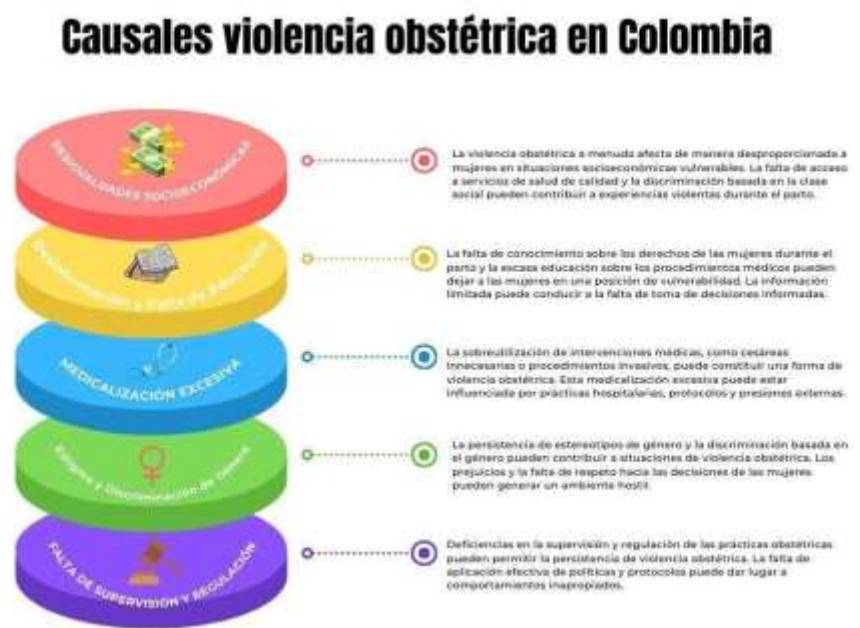 Causales violencia obstétrica en Colombia
DESIGUALDADES SOCIOECONÓMICAS
La violencia obstétrica a menudo afecta de manera desproporcionada a
mujeres en situaciones socioeconómicas vulnerables. La falta de acceso
a servicios de salud de calidad y la discriminación basada en la clase
social pueden contribuir a experiencias violentas durante el parto.
y Falta de Educación
La falta de conocimiento sobre los derechos de las mujeres durante el
parto y la escasa educación sobre los procedimientos médicos pueden
dejar a las mujeres en una posición de vulnerabilidad. La información
limitada puede conducir a la falta de toma de decisiones informadas.
MEDICALIZACIÓN EXCESIVA
La sobreutilización de intervenciones médicas, como cesáreas
innecesarias o procedimientos invasivos, puede constituir una forma de
violencia obstétrica. Esta medicalización excesiva puede estar
influenciada por prácticas hospitalarias, protocolos y presiones externas.
Estigma y Discriminación de Género
La persistencia de estereotipos de género y la discriminación basada en
el género pueden contribuir a situaciones de violencia obstétrica. Los
prejuicios y la falta de respeto hacia las decisiones de las mujeres
pueden generar un ambiente hostil.
FALTA DE SUPERVISIÓN Y REGULACIÓN
Deficiencias en la supervisión y regulación de las prácticas obstétricas
pueden permitir la persistencia de violencia obstétrica. La falta de
aplicación efectiva de políticas y protocolos puede dar lugar a
comportamientos inapropiados.